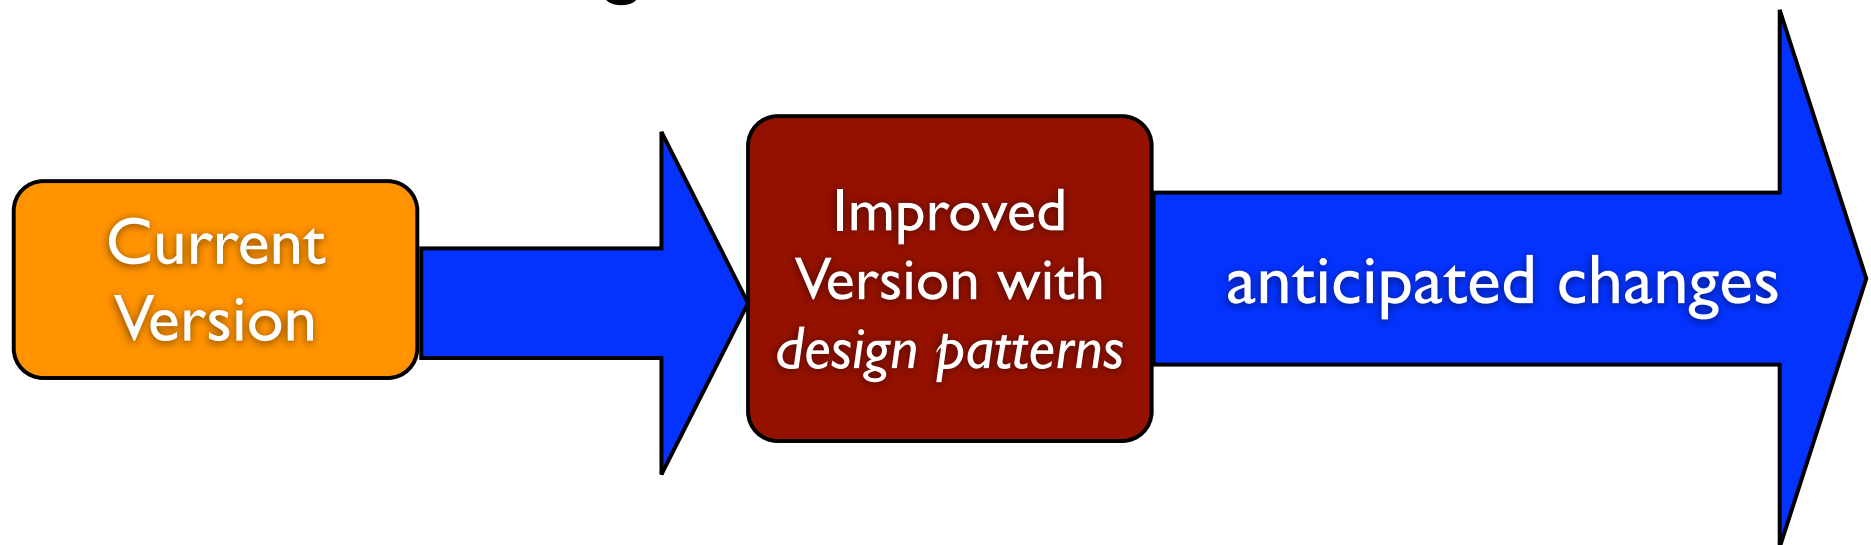 Current
Version
Improved
Version with
design patterns
anticipated changes